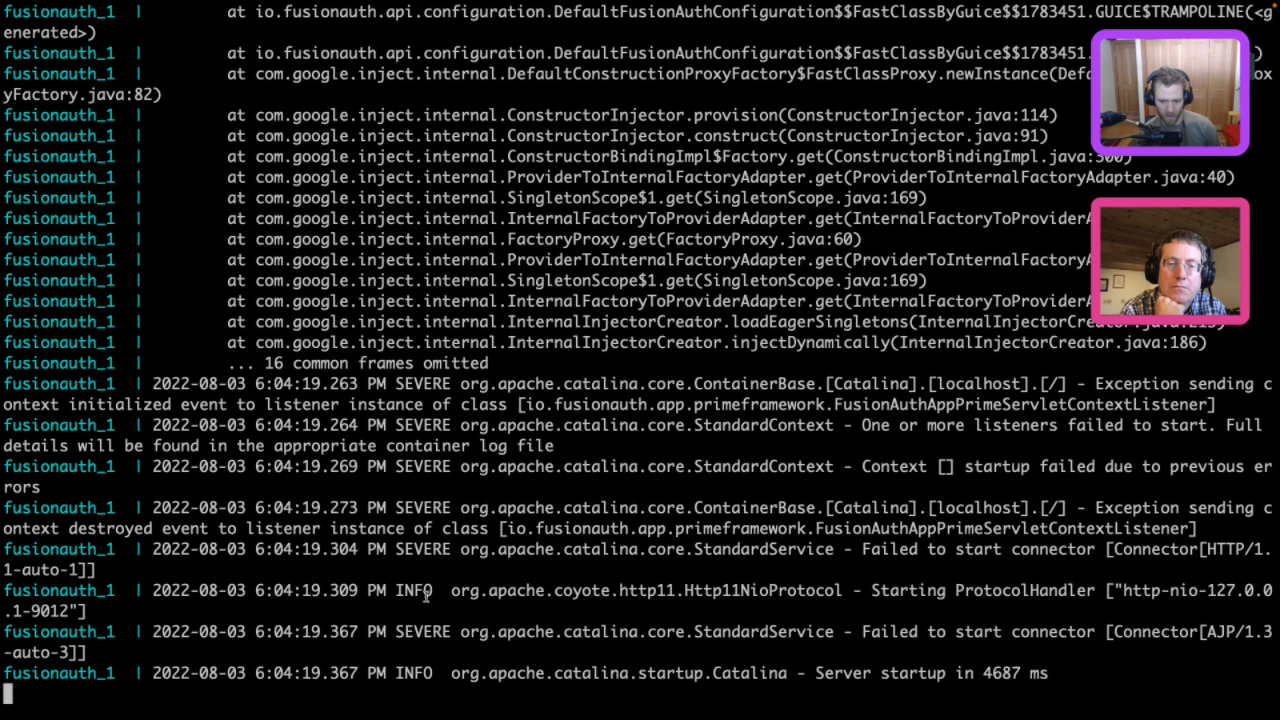 fusionauth_1  |         at io.fusionauth.api.configuration.DefaultFusionAuthConfiguration$$FastClassByGuice$$1783451.GUICE$TRAMPOLINE(<g
enerated>)
fusionauth_1  |         at io.fusionauth.api.configuration.DefaultFusionAuthConfiguration$$FastClassByGuice$$1783451. )
fusionauth_1  |         at com.google.inject.internal.DefaultConstructionProxyFactory$FastClassProxy.newInstance(
yFactory.java:82)
fusionauth_1  |         at com.google.inject.internal.ConstructorInjector.provision(ConstructorInjector.java:114)
fusionauth_1  |         at com.google.inject.internal.ConstructorInjector.construct(ConstructorInjector.java:91)
fusionauth_1  |         at com.google.inject.internal.ConstructorBindingImpl$Factory.get(ConstructorBindingImpl.java:300)
fusionauth_1  |         at com.google.inject.internal.ProviderToInternalFactoryAdapter.get(ProviderToInternalFactoryAdapter.java:40)
fusionauth_1  |         at com.google.inject.internal.SingletonScope$1.get(SingletonScope.java:169)
fusionauth_1  |         at com.google.inject.internal.InternalFactoryToProviderAdapter.get(InternalFactoryToProviderA
fusionauth_1  |         at com.google.inject.internal.FactoryProxy.get(FactoryProxy.java:60)
fusionauth_1  |         at com.google.inject.internal.ProviderToInternalFactoryAdapter.get(ProviderToInternalFactoryA
fusionauth_1  |         at com.google.inject.internal.SingletonScope$1.get(SingletonScope.java:169)
fusionauth_1  |         at com.google.inject.internal.InternalFactoryToProviderAdapter.get(InternalFactoryToProviderA
fusionauth_1  |         at com.google.inject.internal.InternalInjectorCreator.loadEagerSingletons(InternalInjectorCreator.java:213)
fusionauth_1  |         at com.google.inject.internal.InternalInjectorCreator.injectDynamically(InternalInjectorCreator.java:186)
fusionauth_1  |         ... 16 common frames omitted
fusionauth_1  | 2022-08-03 6:04:19.263 PM SEVERE org.apache.catalina.core.ContainerBase.[Catalina].[localhost].[/] - Exception sending c
ontext initialized event to listener instance of class [io.fusionauth.app.primeframework.FusionAuthAppPrimeServletContextListener]
fusionauth_1  | 2022-08-03 6:04:19.264 PM SEVERE org.apache.catalina.core.StandardContext - One or more listeners failed to start. Full 
details will be found in the appropriate container log file
fusionauth_1  | 2022-08-03 6:04:19.269 PM SEVERE org.apache.catalina.core.StandardContext - Context [] startup failed due to previous er
rors
fusionauth_1  | 2022-08-03 6:04:19.273 PM SEVERE org.apache.catalina.core.ContainerBase.[Catalina].[localhost].[/] - Exception sending c
ontext destroyed event to listener instance of class [io.fusionauth.app.primeframework.FusionAuthAppPrimeServletContextListener]
fusionauth_1  | 2022-08-03 6:04:19.304 PM SEVERE org.apache.catalina.core.StandardService - Failed to start connector [Connector[HTTP/1.
1-auto-1]]
fusionauth_1  | 2022-08-03 6:04:19.309 PM INFO  org.apache.coyote.http11.Http11NioProtocol - Starting ProtocolHandler ["http-nio-127.0.0
.1-9012"]
fusionauth_1  | 2022-08-03 6:04:19.367 PM SEVERE org.apache.catalina.core.StandardService - Failed to start connector [Connector[AJP/1.3
-auto-3]]
fusionauth_1  | 2022-08-03 6:04:19.367 PM INFO  org.apache.catalina.startup.Catalina - Server startup in 4687 ms